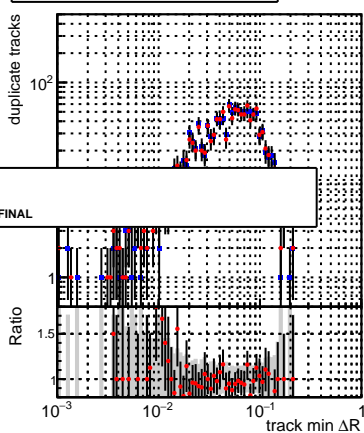 duplicate tracks
10²
FINAL
1
Ratio
1.5
1
10⁻³
10⁻²
10⁻¹
1
track min ΔR